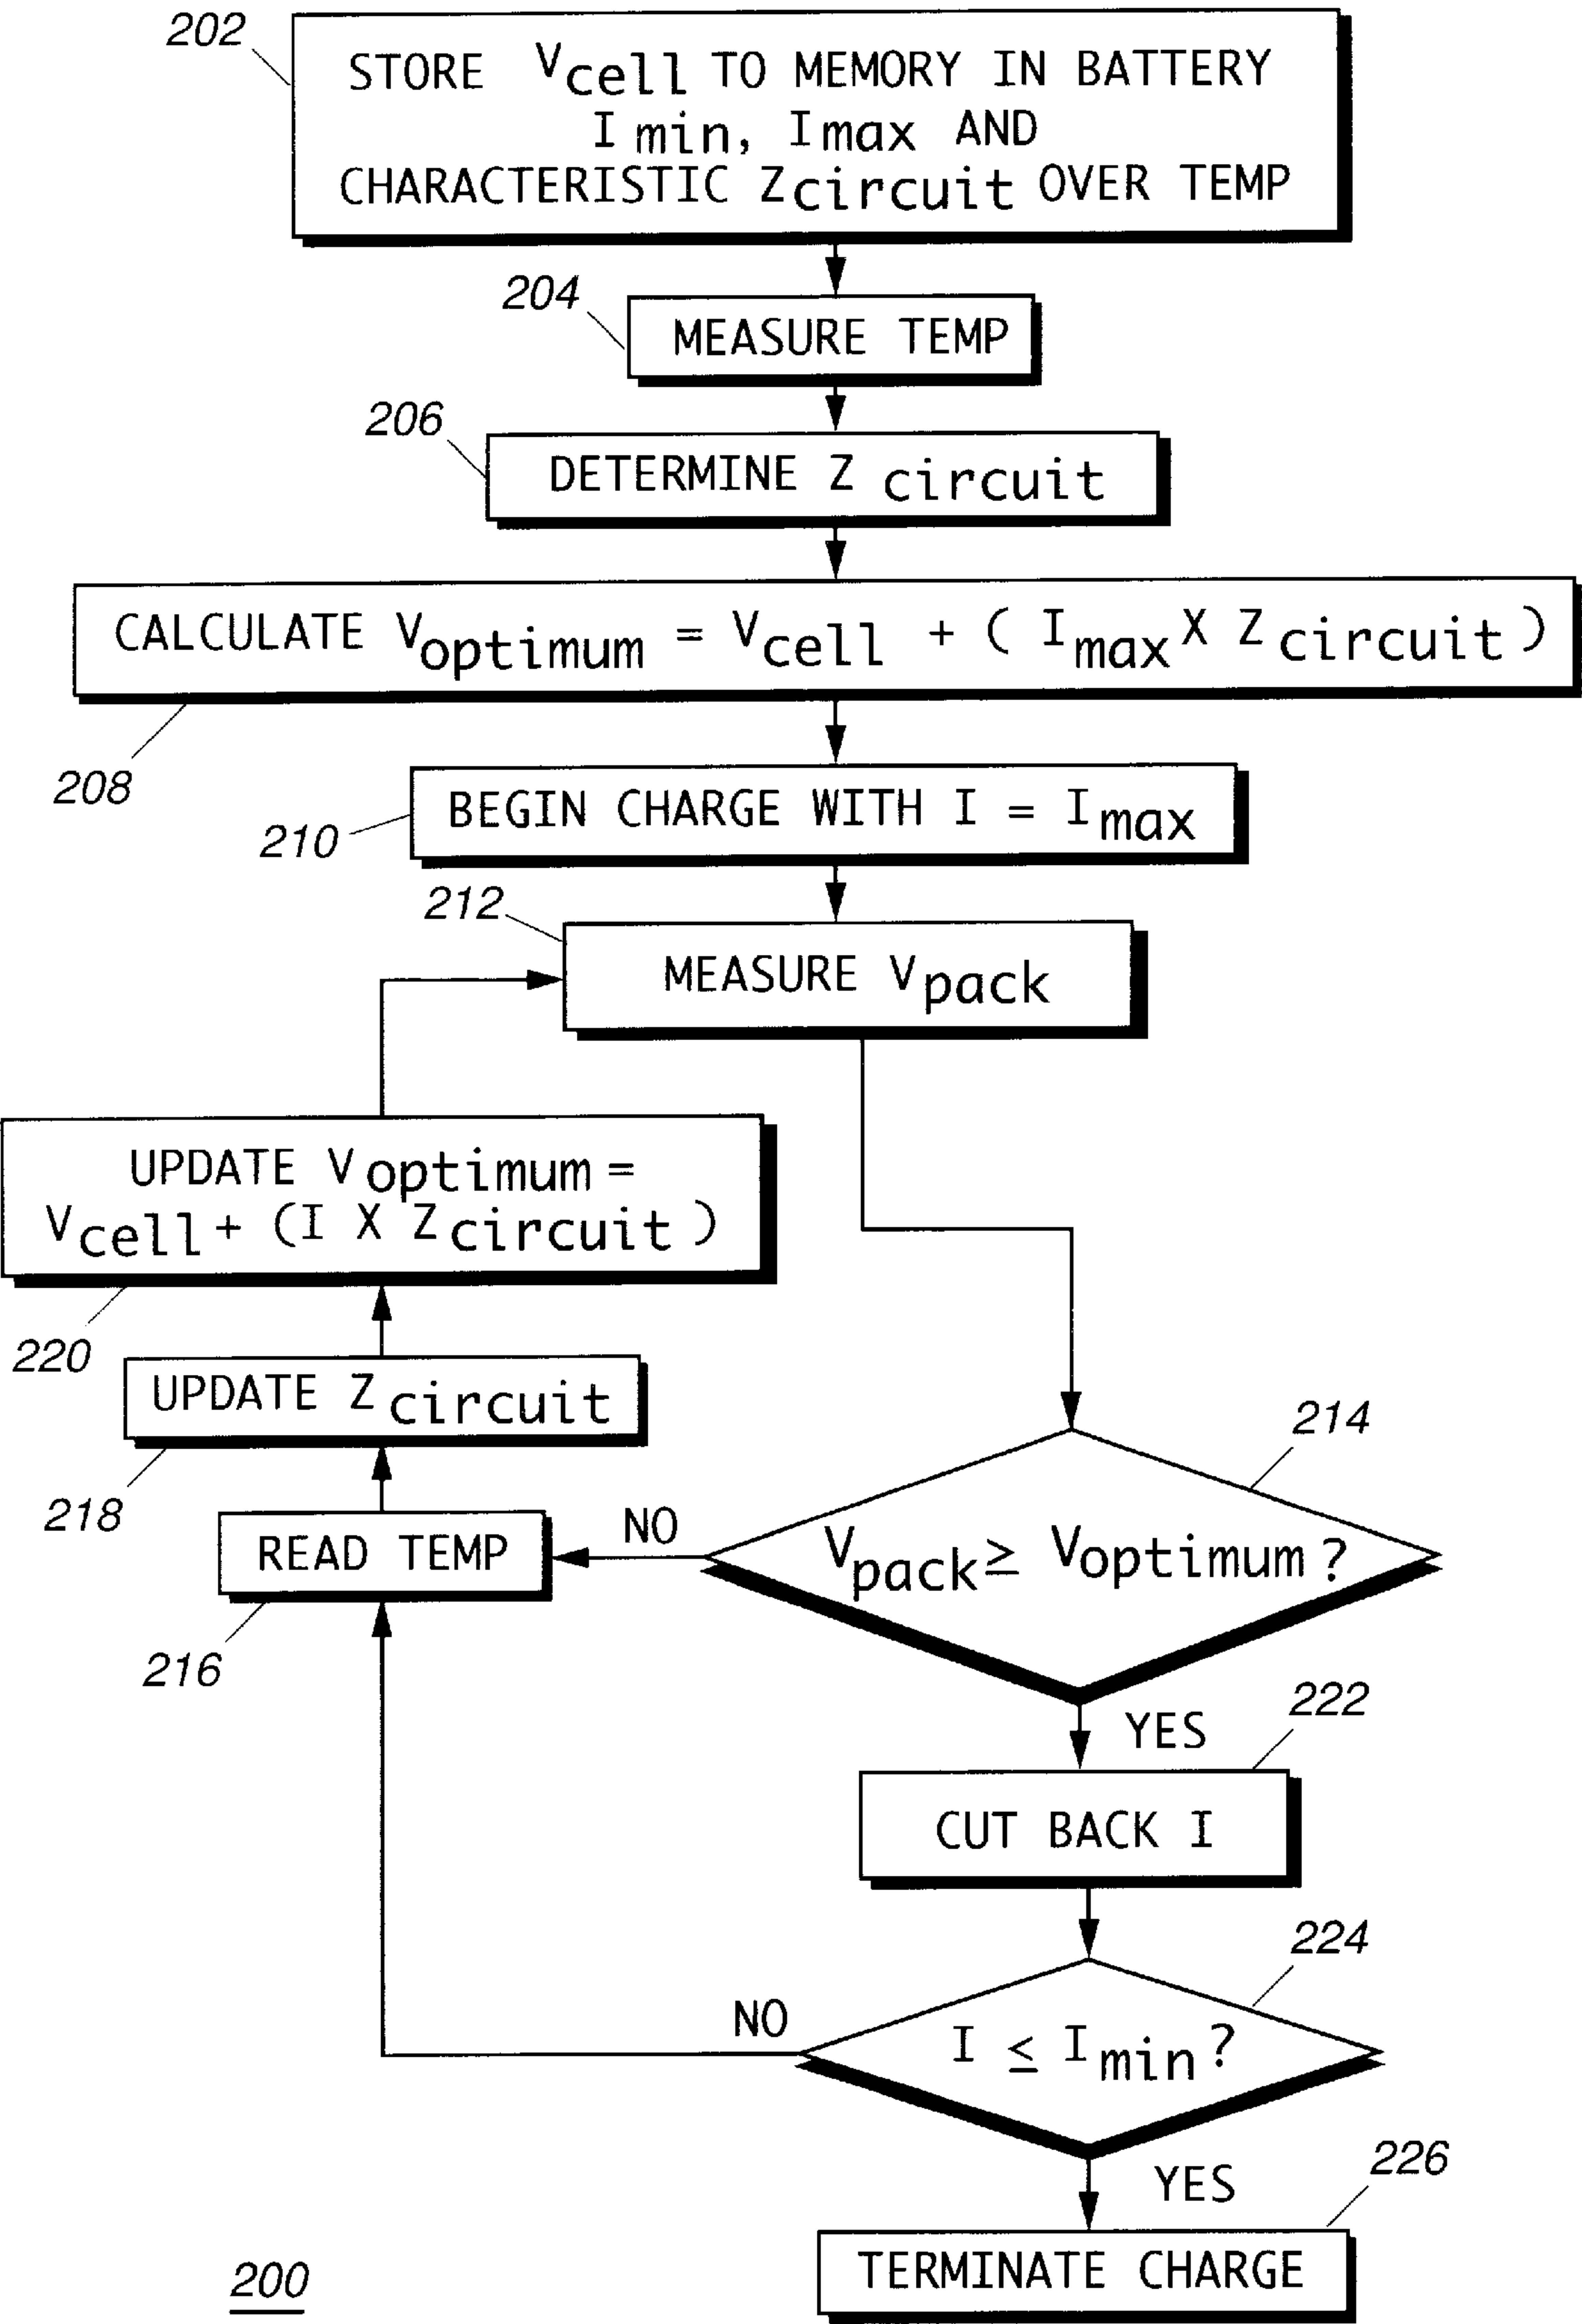 202
STORE Vcell TO MEMORY IN BATTERY
Imin, Imax AND
CHARACTERISTIC Zcircuit OVER TEMP
204
MEASURE TEMP
206
DETERMINE Z circuit
CALCULATE Voptimum = Vcell + ( Imax X Zcircuit )
208
BEGIN CHARGE WITH I = Imax
210
212
MEASURE Vpack
UPDATE Voptimum =
Vcell + (I X Zcircuit )
220
UPDATE Zcircuit
218
214
READ TEMP
NO
Vpack ≥ Voptimum ?
216
YES
222
CUT BACK I
224
NO
I ≤ Imin ?
YES
226
TERMINATE CHARGE
200